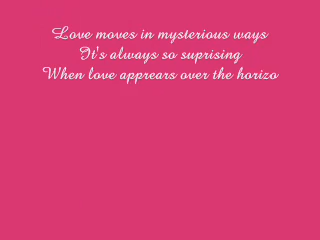 Love moves in mysterious ways
It's always so suprising
When love apprears over the horizo